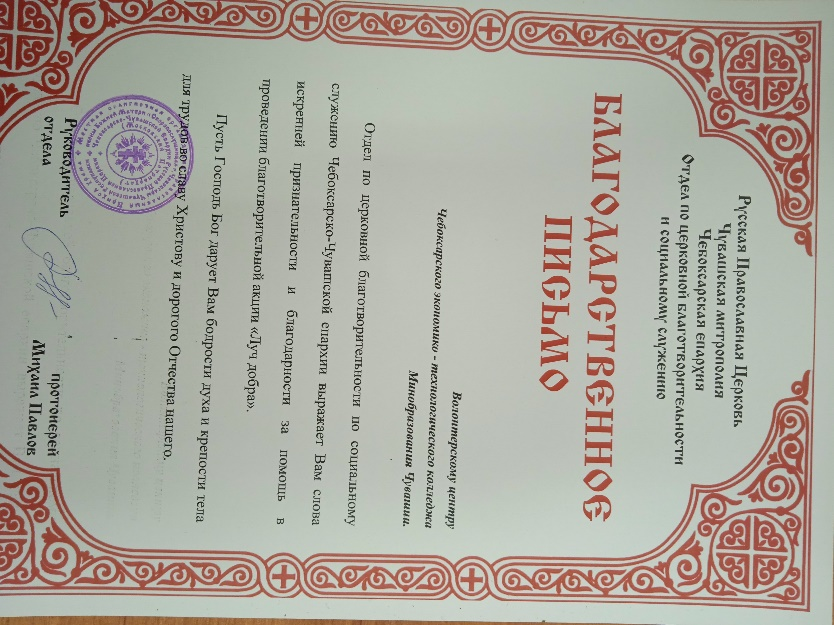 Русская Православная Церковь
Чувашская митрополия
Чебоксарская епархия
Отдел по церковной благотворительности
и социальному служению
БЛАГОДАРСТВЕННОЕ
ПИСЬМО
Волонтерскому центру
Чебоксарского экономико - технологического колледжа
Минобразования Чувашии.
Отдел по церковной благотворительности по социальному
служению Чебоксарско-Чувашской епархии выражает Вам слова
искренней признательности и благодарности за помощь в
проведении благотворительной акции «Луч добра».
Пусть Господь Бог дарует Вам бодрости духа и крепости тела
для трудов во славу Христову и дорогого Отчества нашего.
Руководитель
отдела
протоиерей
Михаил Павлов